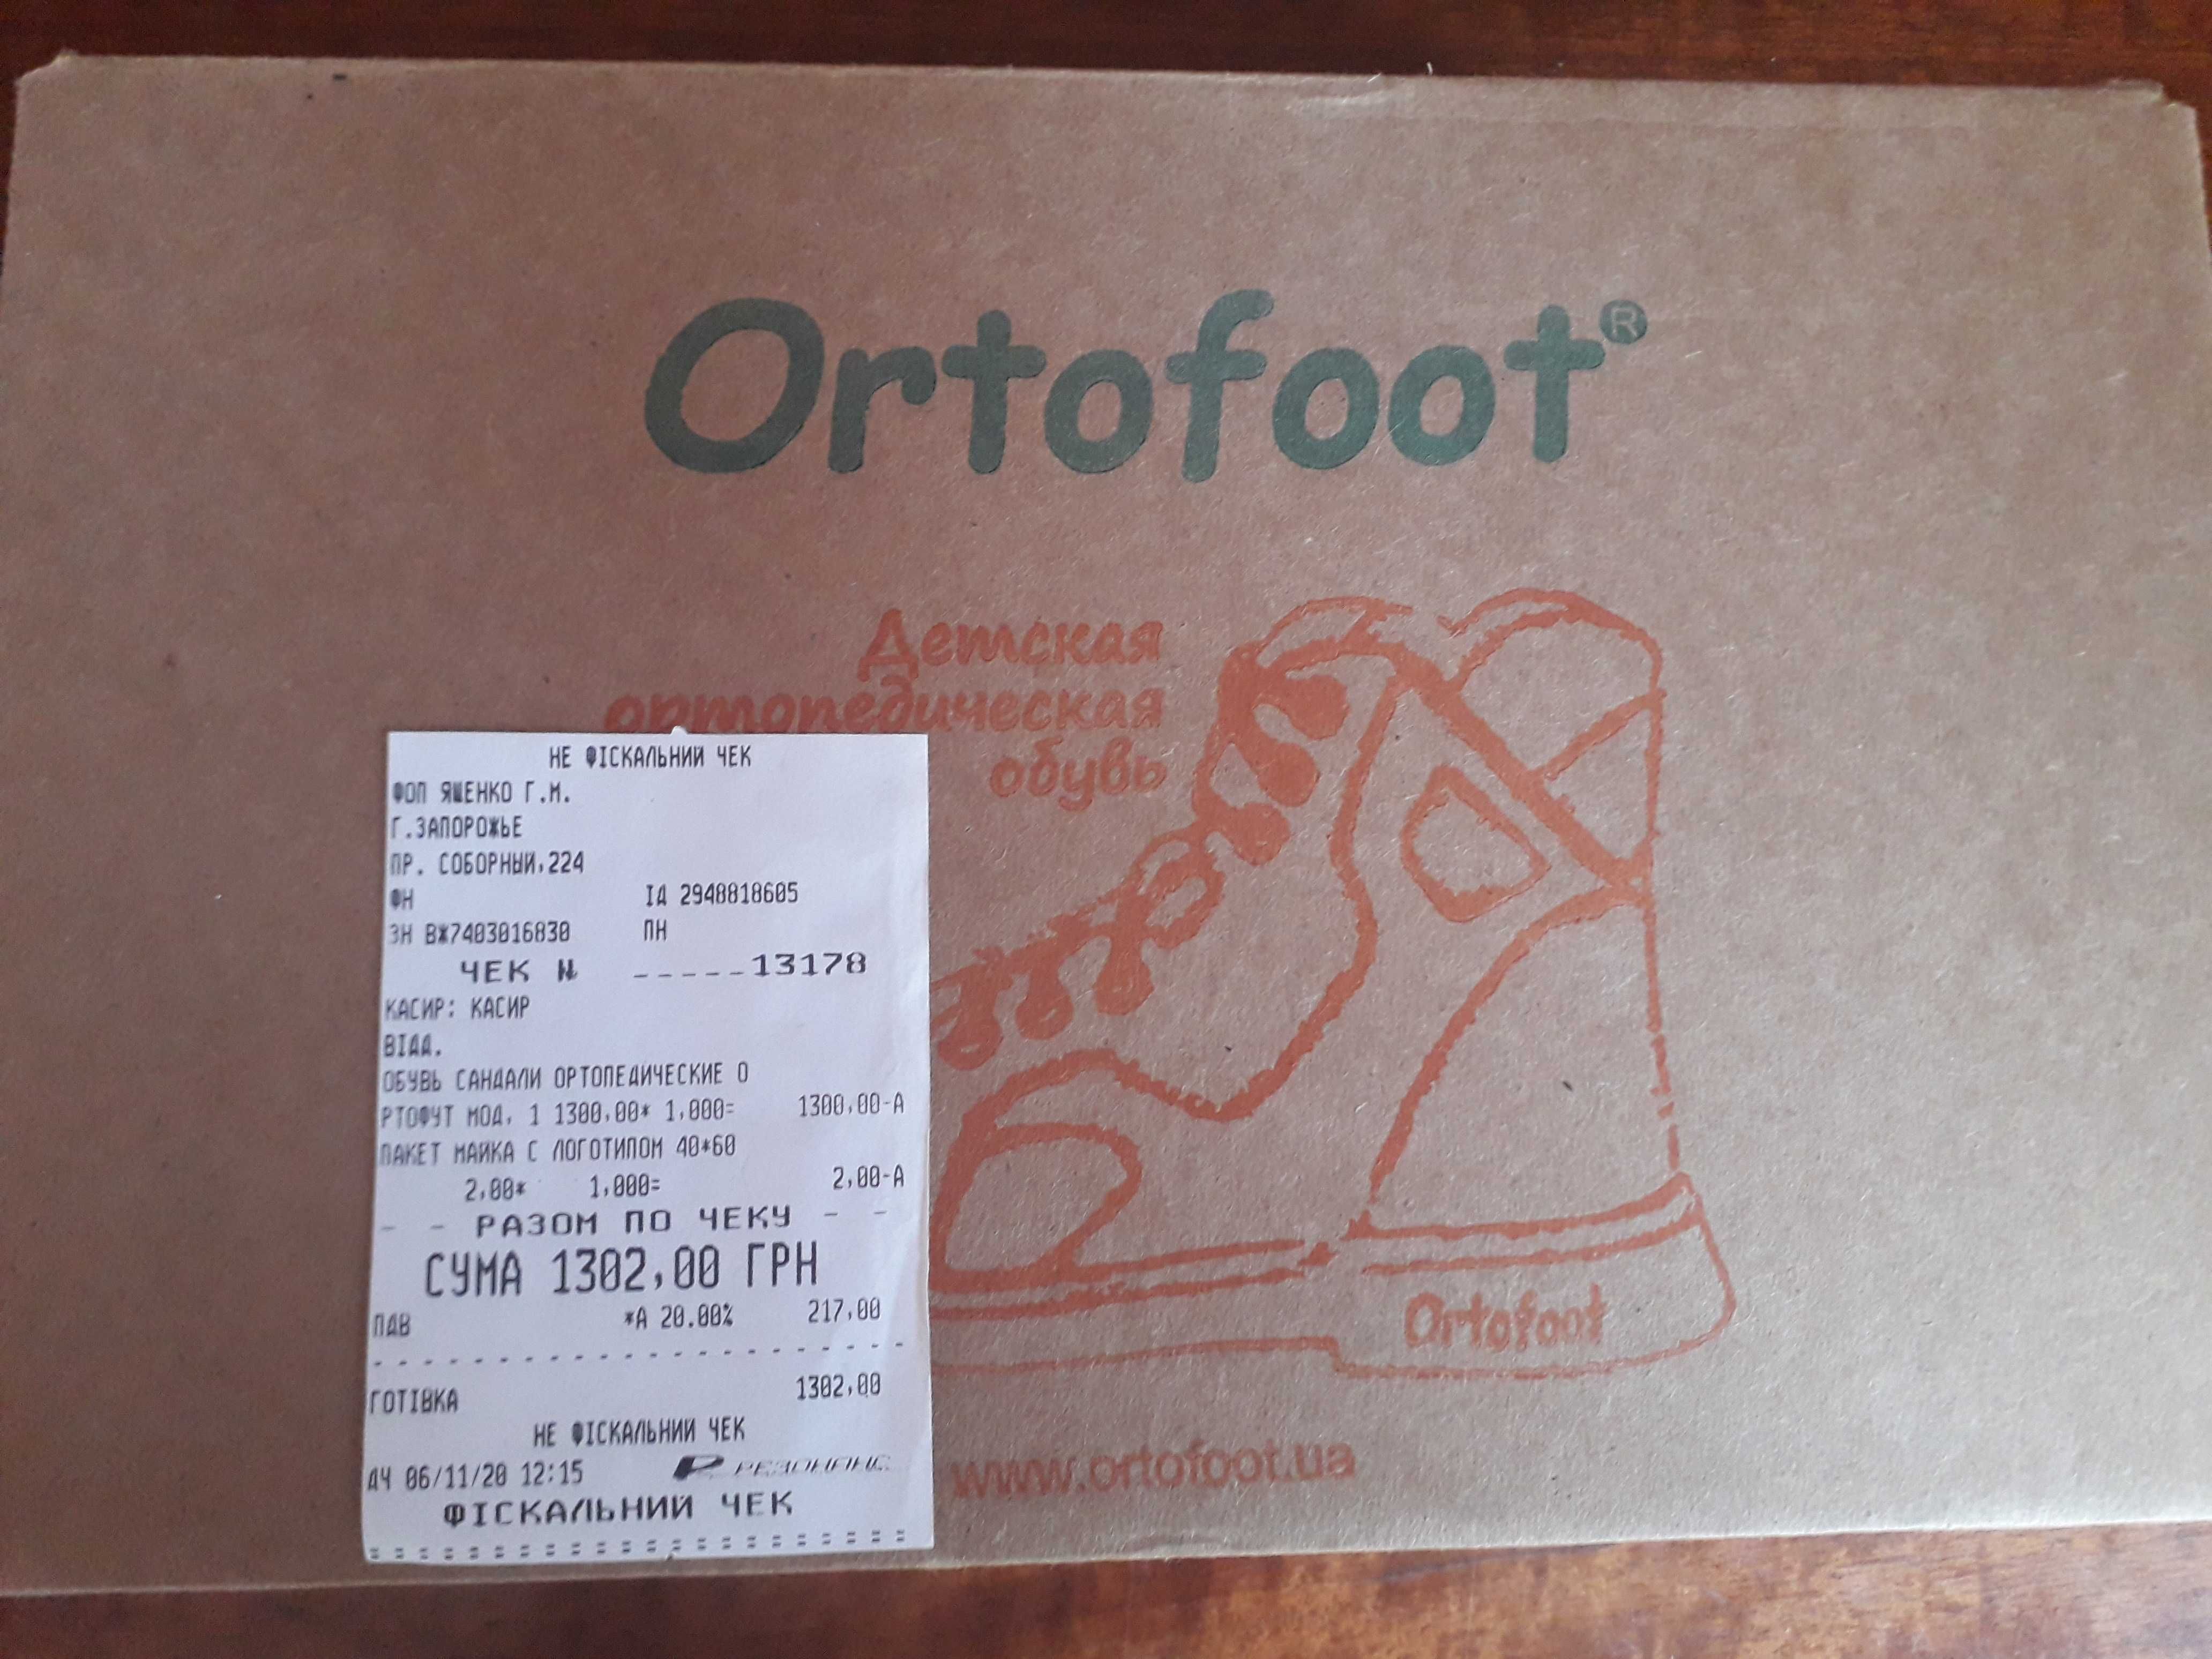 Ortofoot®
Детская
ортопедическая
обувь
НЕ ФІСКАЛЬНИЙ ЧЕК
ФОП ЯЩЕНКО Г.М.
Г.ЗАПОРОЖЬЕ
ПР. СОБОРНЫЙ,224
ФН ІД 2948818605
ЗН ВЖ7403016830 ПН
ЧЕК № -----13178
КАСИР: КАСИР
ВІДД.
ОБУВЬ САНДАЛИ ОРТОПЕДИЧЕСКИЕ О
РТОФУТ МОД. 1 1300,00* 1,000= 1300,00-А
ПАКЕТ МАЙКА С ЛОГОТИПОМ 40*60
2,00* 1,000= 2,00-А
- - РАЗОМ ПО ЧЕКУ - -
СУМА 1302,00 ГРН
ПДВ *А 20.00% 217,00
ГОТІВКА 1302,00
НЕ ФІСКАЛЬНИЙ ЧЕК
ДЧ 06/11/20 12:15 РЕЗОНАНС
ФІСКАЛЬНИЙ ЧЕК
Ortofoot
www.ortofoot.ua